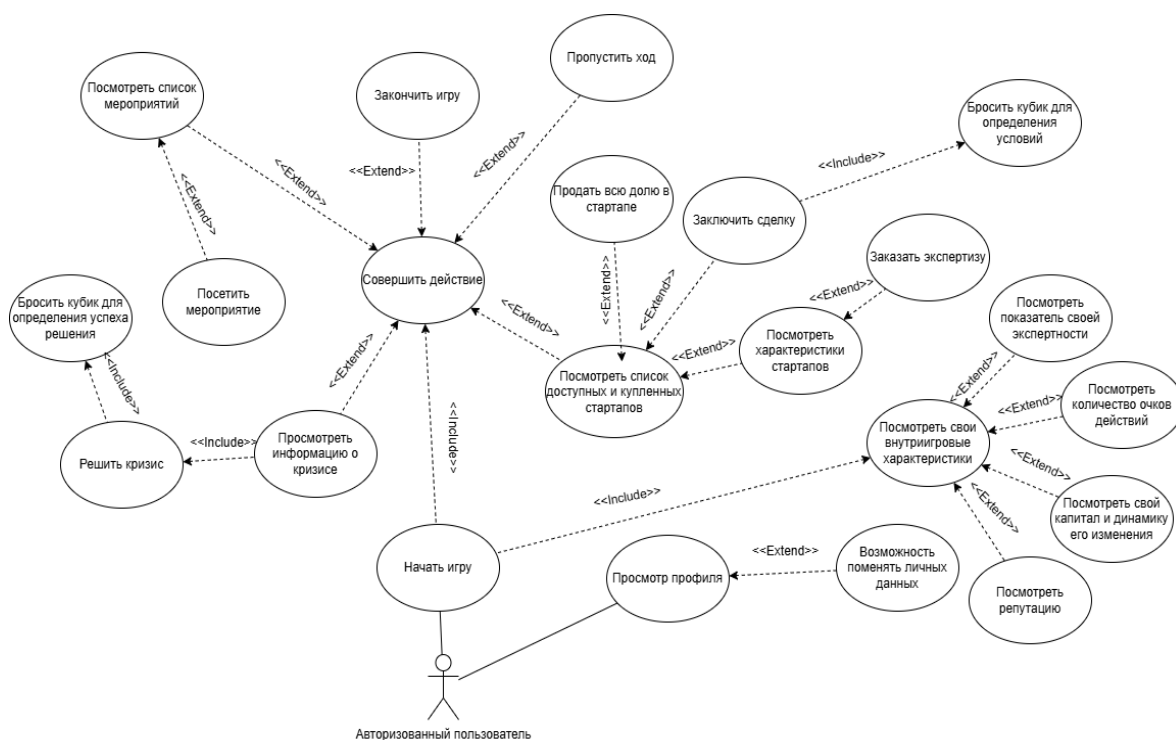 Пропустить ход
Посмотреть список
мероприятий
Закончить игру
Бросить кубик для
определения
условий
<<Extend>>
<<Extend>>
<<Extend>>
<<Include>>
<<Extend>>
Продать всю долю в
стартапе
Заключить сделку
Заказать экспертизу
Совершить действие
Посетить
мероприятие
Бросить кубик для
определения успеха
решения
<<Extend>>
<<Extend>>
<<Extend>>
Посмотреть
показатель своей
экспертности
<<Include>>
<<Extend>>
<<Extend>>
<<Extend>>
Посмотреть
характеристики
стартапов
Посмотреть список
доступных и купленных
стартапов
<<Extend>>
<<Extend>>
Посмотреть
количество очков
действий
Решить кризис
<<Include>>
Просмотреть
информацию о
кризисе
<<Include>>
Посмотреть свои
внутриигровые
характеристики
<<Extend>>
<<Include>>
<<Extend>>
Посмотреть свой
капитал и динамику
его изменения
Начать игру
Просмотр профиля
<<Extend>>
Возможность
поменять личных
данных
Посмотреть
репутацию
Авторизованный пользователь